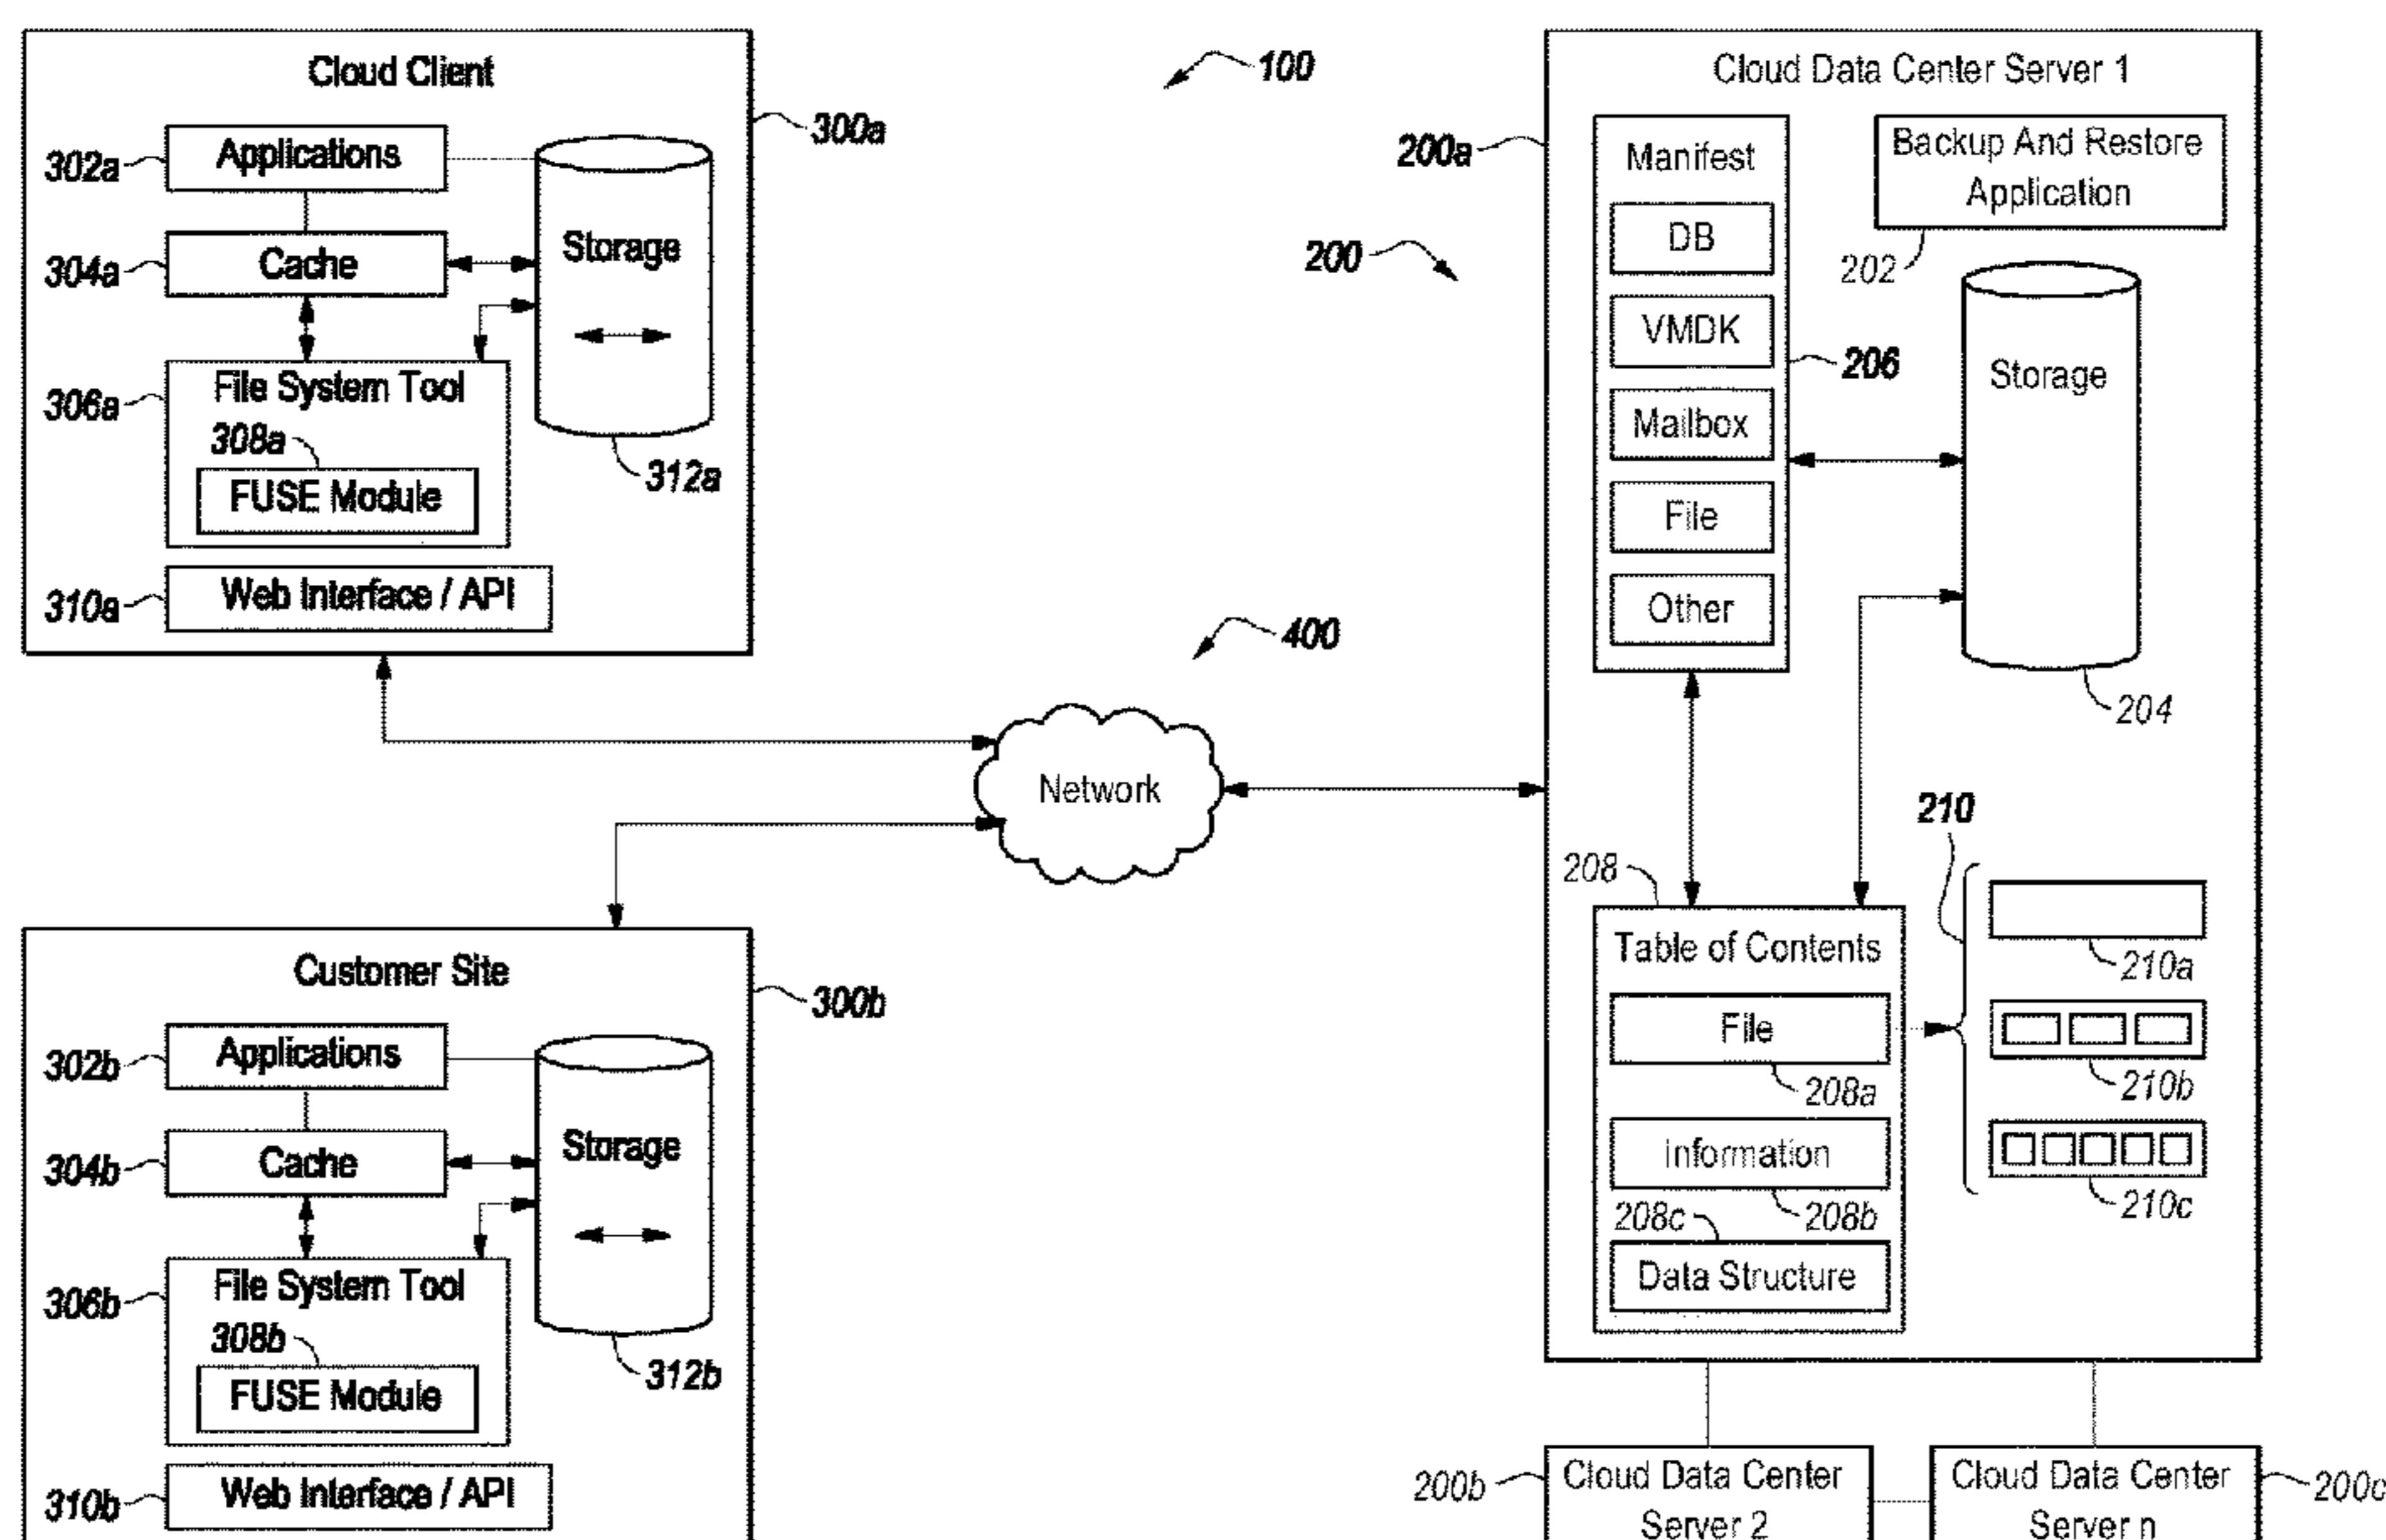 Cloud Client
300a
302a
Applications
304a
Cache
Storage
306a
File System Tool
308a
FUSE Module
312a
310a
Web Interface / API
100
200
400
Network
Customer Site
300b
302b
Applications
304b
Cache
Storage
306b
File System Tool
308b
FUSE Module
312b
310b
Web Interface / API
Cloud Data Center Server 1
200a
Manifest
DB
VMDK
Mailbox
File
Other
206
Backup And Restore
Application
202
Storage
204
208
Table of Contents
File
208a
Information
208b
208c
Data Structure
210
210a
210b
210c
200b
Cloud Data Center
Server 2
Cloud Data Center
Server n
200c